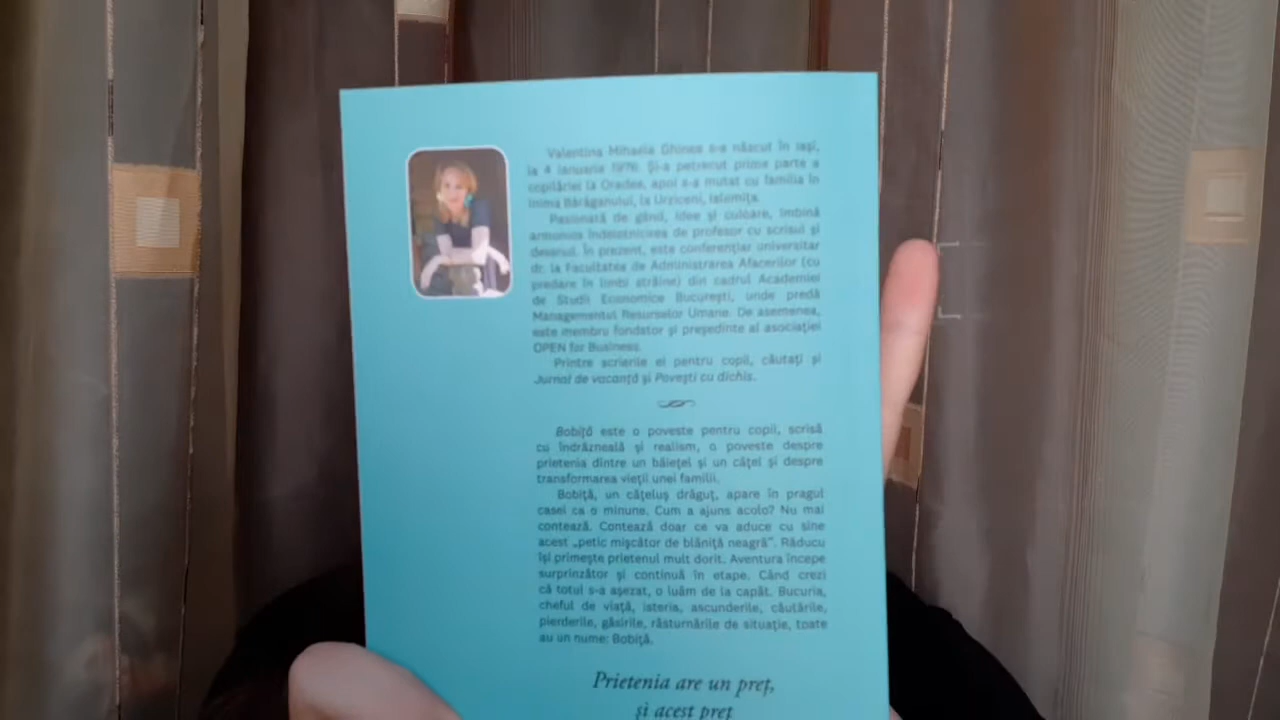 Valentina Mihaela Ghinea s-a născut în Iași,
la 4 ianuarie 1976. Și-a petrecut prima parte a
copilăriei la Oradea, apoi s-a mutat cu familia în
inima Bărăganului, la Urziceni, Ialomița.
Pasionată de gând, idee și culoare, îmbină
armonios îndeletnicirea de profesor cu scrisul și
desenul. În prezent, este conferențiar universitar
dr. la Facultatea de Administrarea Afacerilor (cu
predare în limbi străine) din cadrul Academiei
de Studii Economice București, unde predă
Managementul Resurselor Umane. De asemenea,
este membru fondator și președinte al asociației
OPEN for Business.
Printre scrierile ei pentru copii, căutați și
Jurnal de vacanță și Povești cu dichis.
Bobiță este o poveste pentru copii, scrisă
cu îndrăzneală și realism, o poveste despre
prietenia dintre un băiețel și un cățel și despre
transformarea vieții unei familii.
Bobiță, un cățeluș drăguț, apare în pragul
casei ca o minune. Cum a ajuns acolo? Nu mai
contează. Contează doar ce va aduce cu sine
acest „petic mișcător de blăniță neagră”. Răducu
își primește prietenul mult dorit. Aventura începe
surprinzător și continuă în etape. Când crezi
că totul s-a așezat, o luăm de la capăt. Bucuria,
cheful de viață, isteria, ascunderile, căutările,
pierderile, găsirile, răsturnările de situație, toate
au un nume: Bobiță.
Prietenia are un preț,
și acest preț